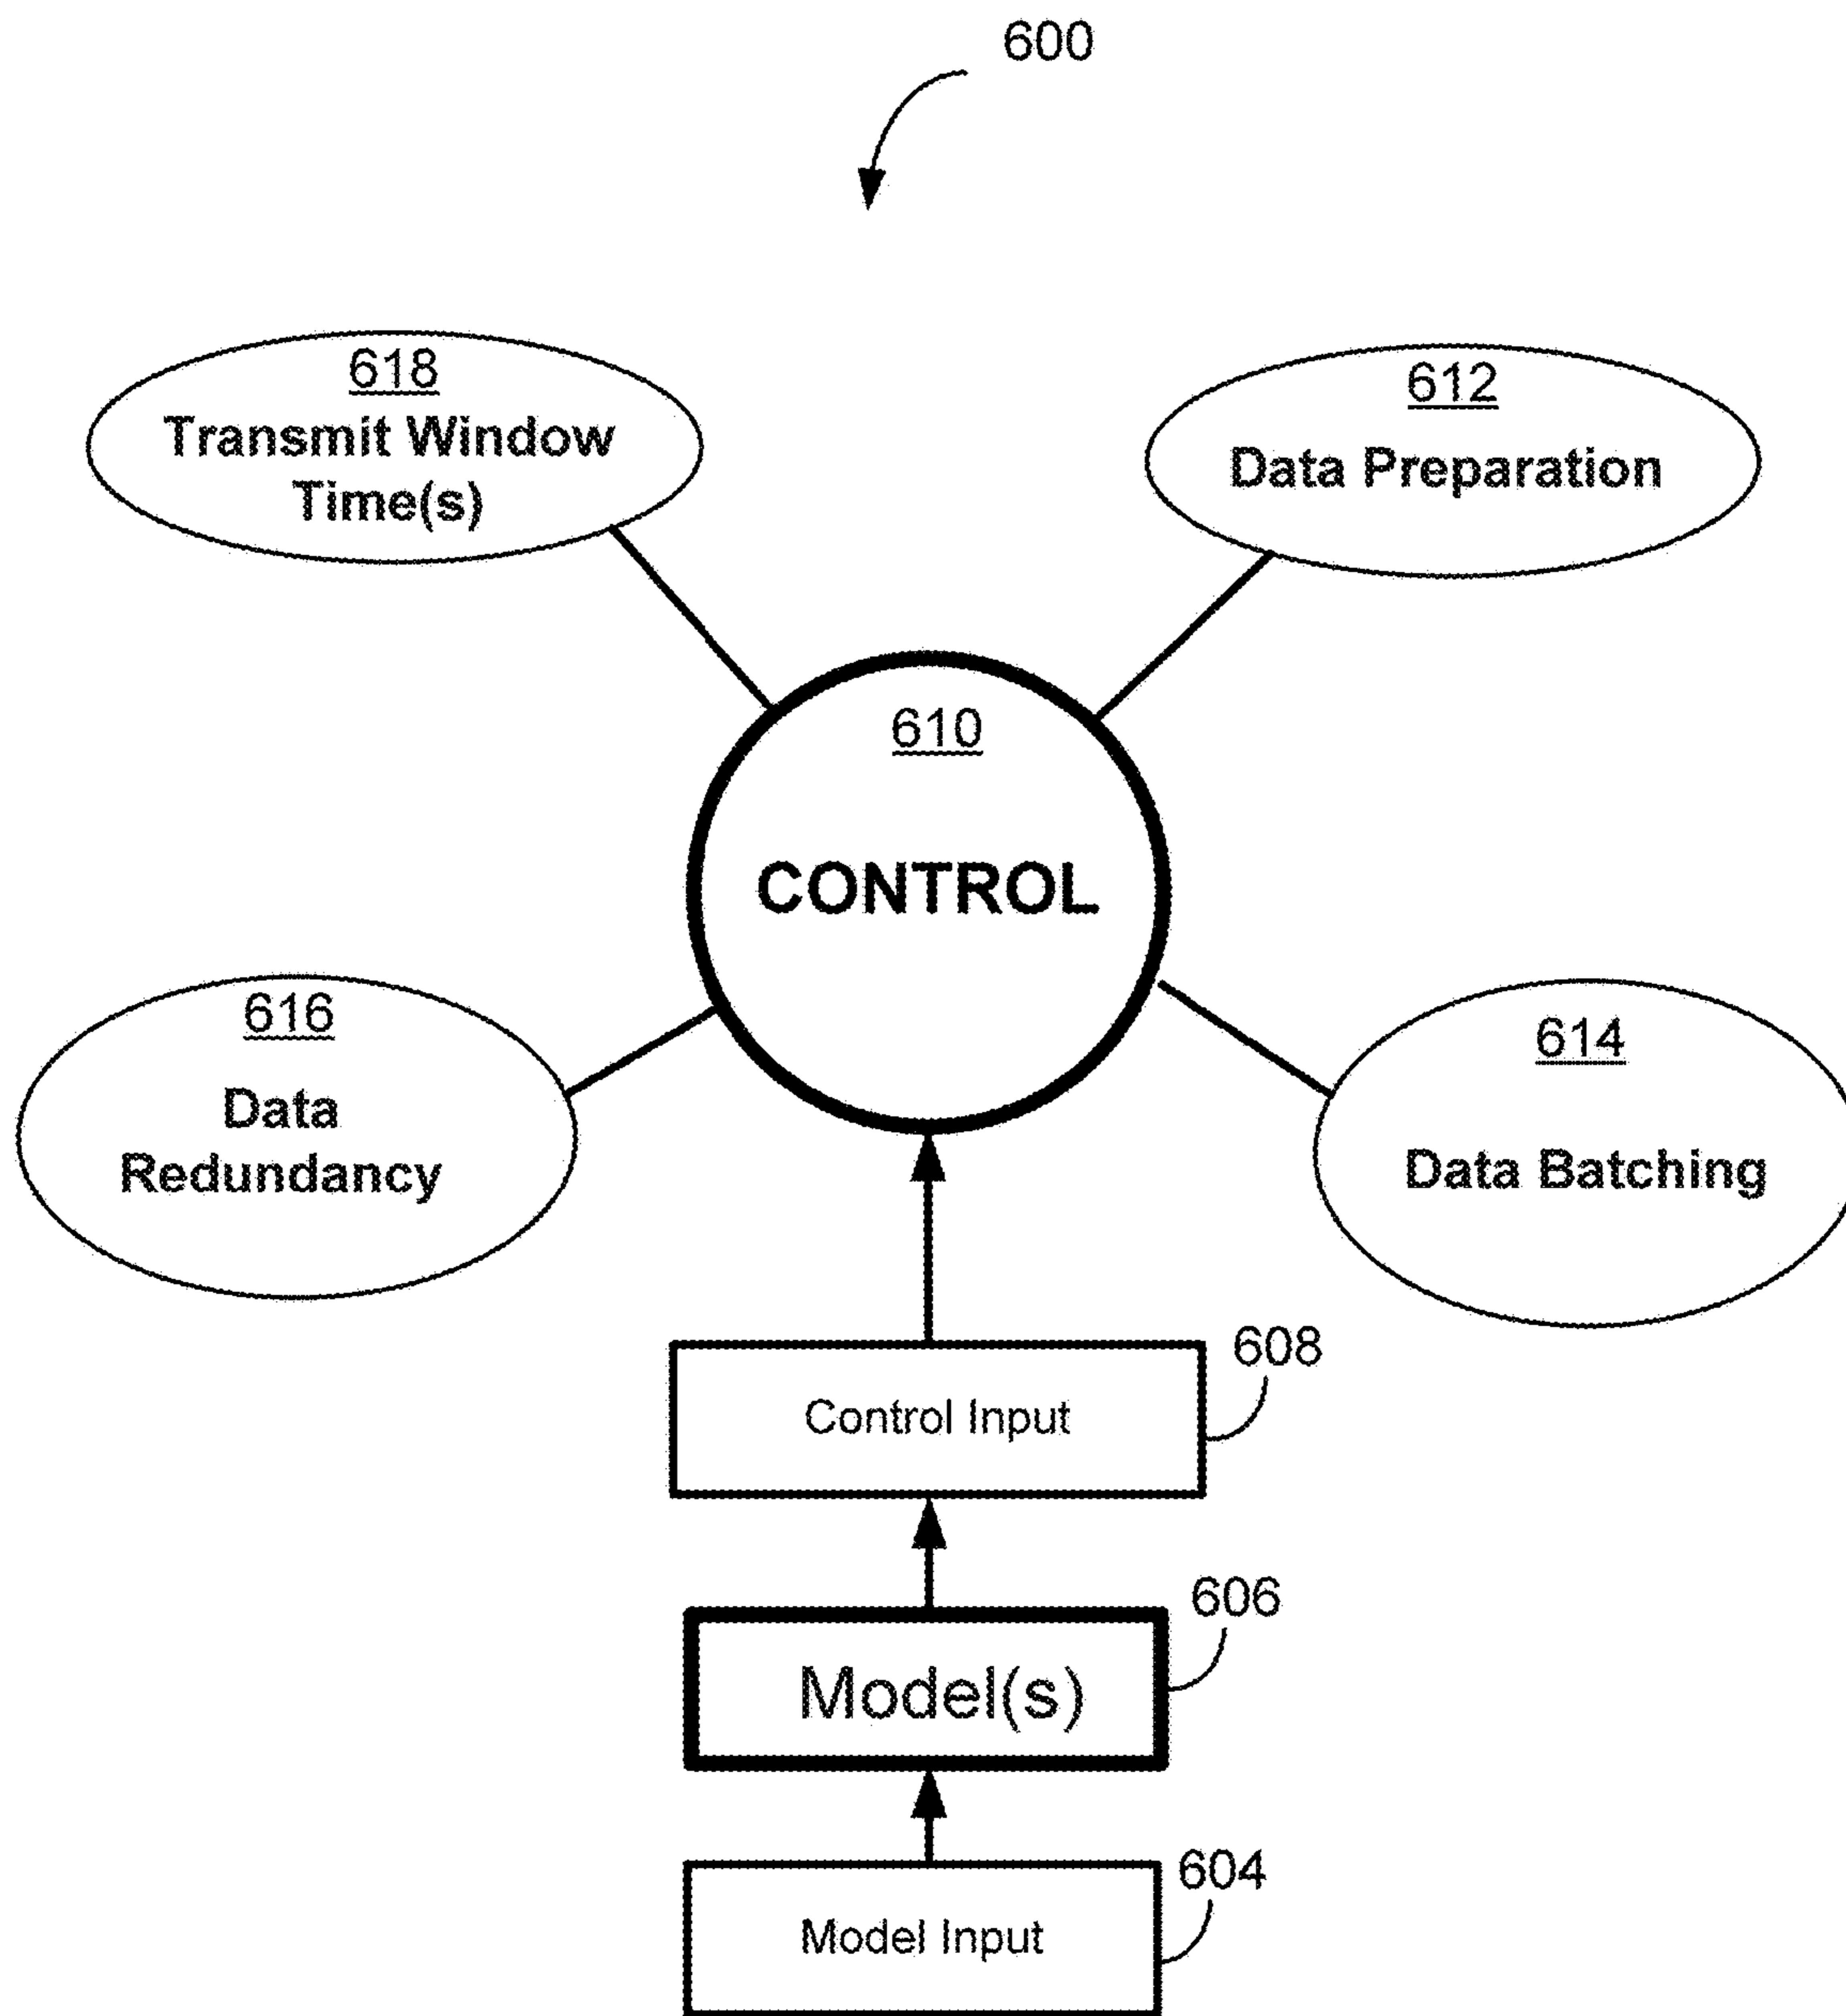 600
618
Transmit Window
Time(s)
612
Data Preparation
610
CONTROL
616
Data
Redundancy
614
Data Batching
608
Control Input
606
Model(s)
604
Model Input